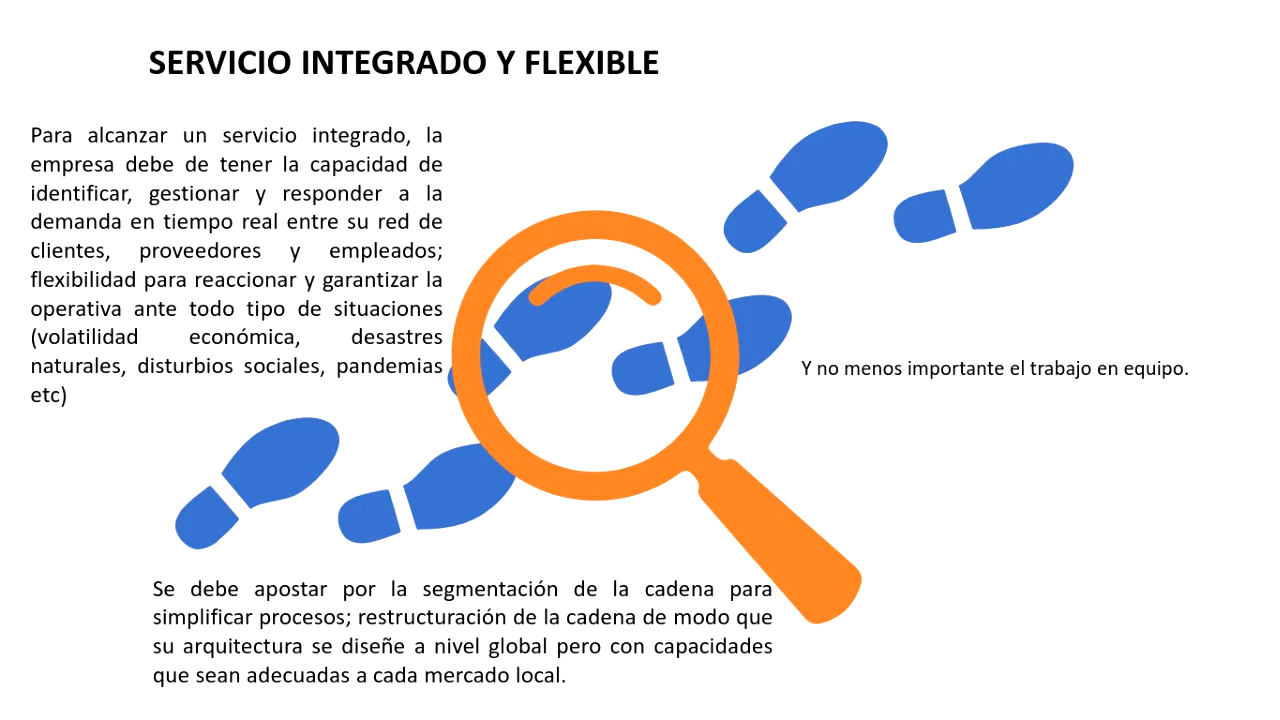 SERVICIO INTEGRADO Y FLEXIBLE
Para alcanzar un servicio integrado, la
empresa debe de tener la capacidad de
identificar, gestionar y responder a la
demanda en tiempo real entre su red de
clientes, proveedores y empleados;
flexibilidad para reaccionar y garantizar la
operativa ante todo tipo de situaciones
(volatilidad económica, desastres
naturales, disturbios sociales, pandemias
etc)
Y no menos importante el trabajo en equipo.
Se debe apostar por la segmentación de la cadena para
simplificar procesos; restructuración de la cadena de modo que
su arquitectura se diseñe a nivel global pero con capacidades
que sean adecuadas a cada mercado local.